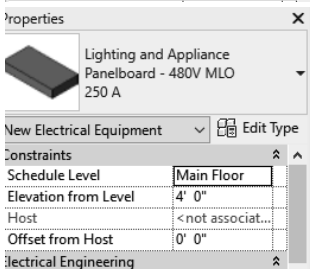 Properties
Lighting and Appliance
Panelboard - 480V MLO
250 A
New Electrical Equipment
Edit Type
Constraints
Schedule Level Main Floor
Elevation from Level 4' 0"
Host <not associat...
Offset from Host 0' 0"
Electrical Engineering